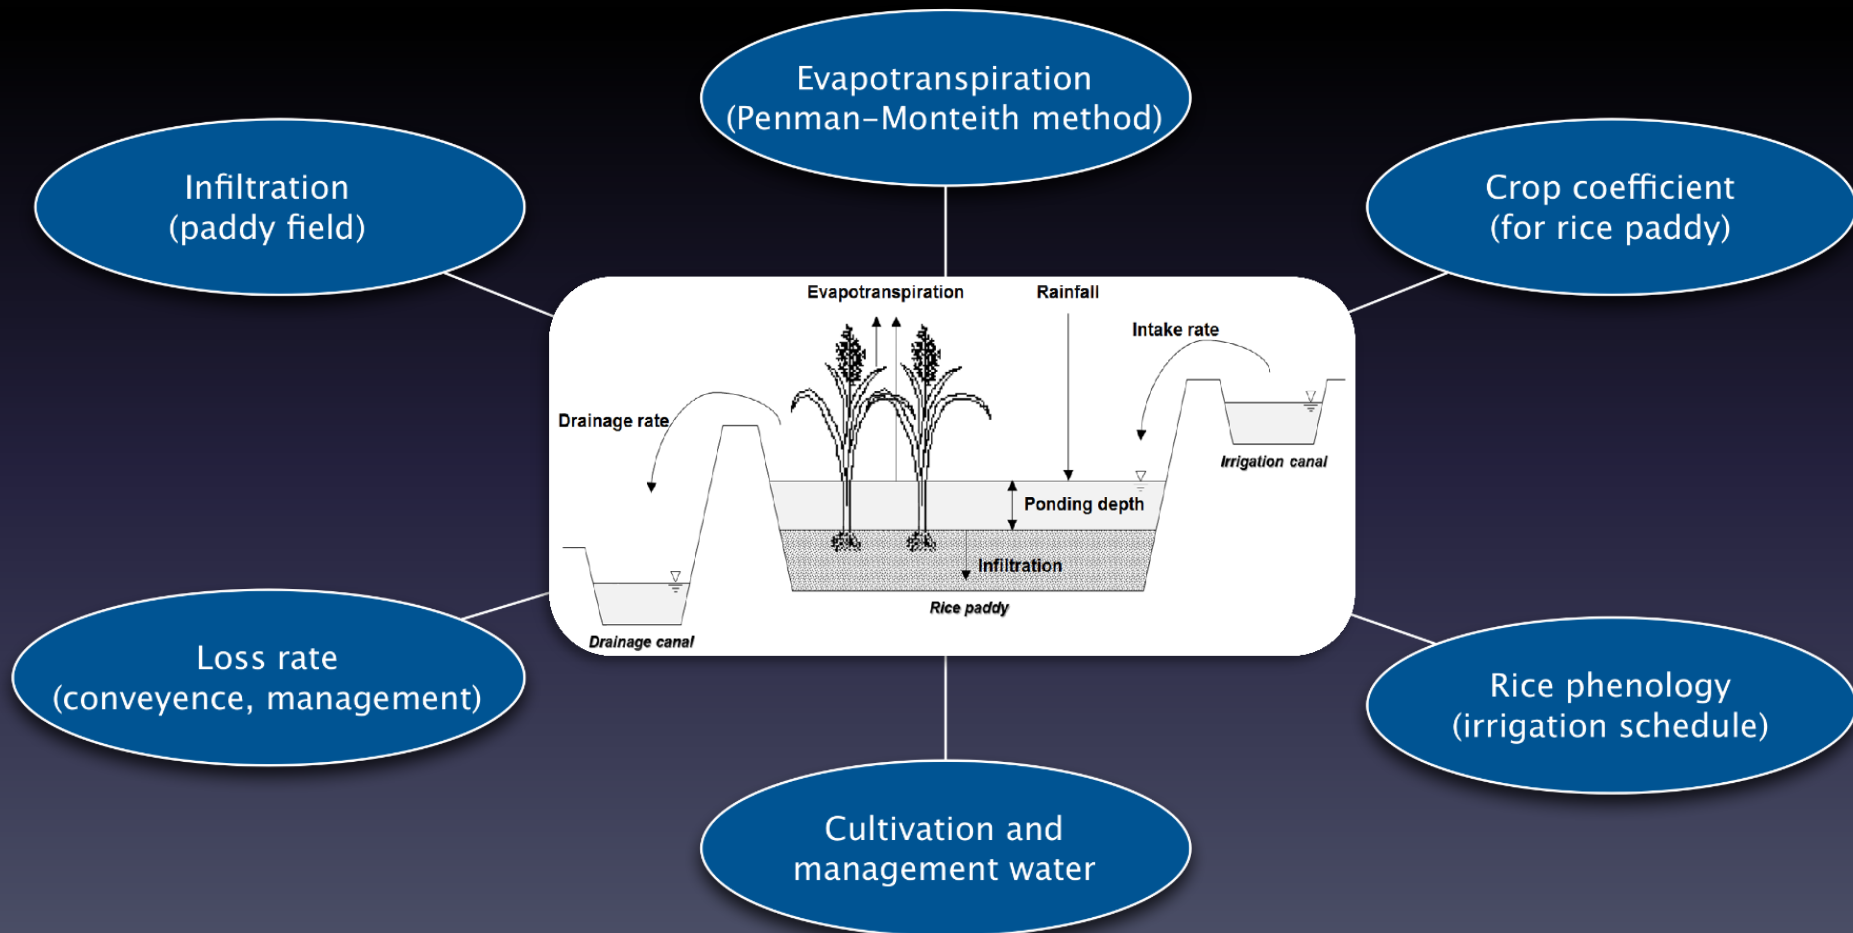 Evapotranspiration
(Penman-Monteith method)
Infiltration
(paddy field)
Crop coefficient
(for rice paddy)
Evapotranspiration
Rainfall
Intake rate
Drainage rate
Irrigation canal
Ponding depth
Infiltration
Rice paddy
Drainage canal
Loss rate
(conveyence, management)
Rice phenology
(irrigation schedule)
Cultivation and
management water